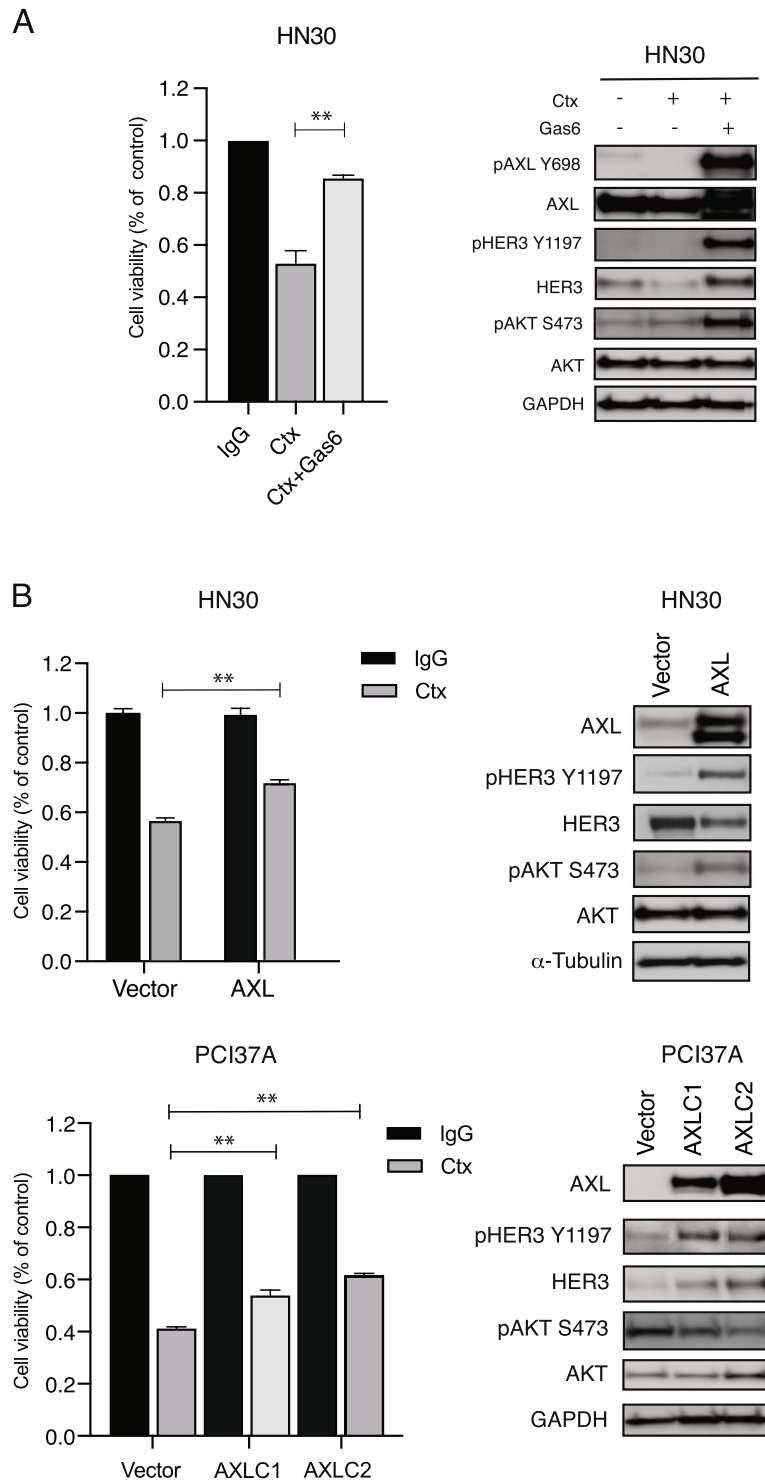 A
HN30
Cell viability (% of control)
1.2
1.0
0.8
0.6
0.4
0.2
0.0
**
IgG
Ctx
Ctx+Gas6
HN30
Ctx - + +
Gas6 - - +
pAXL Y698
AXL
pHER3 Y1197
HER3
pAKT S473
AKT
GAPDH
B
HN30
Cell viability (% of control)
1.2
1.0
0.8
0.6
0.4
0.2
0.0
**
IgG
Ctx
Vector
AXL
HN30
Vector
AXL
AXL
pHER3 Y1197
HER3
pAKT S473
AKT
α-Tubulin
PCI37A
Cell viability (% of control)
1.2
1.0
0.8
0.6
0.4
0.2
0.0
**
**
IgG
Ctx
Vector
AXLC1
AXLC2
PCI37A
Vector
AXLC1
AXLC2
AXL
pHER3 Y1197
HER3
pAKT S473
AKT
GAPDH